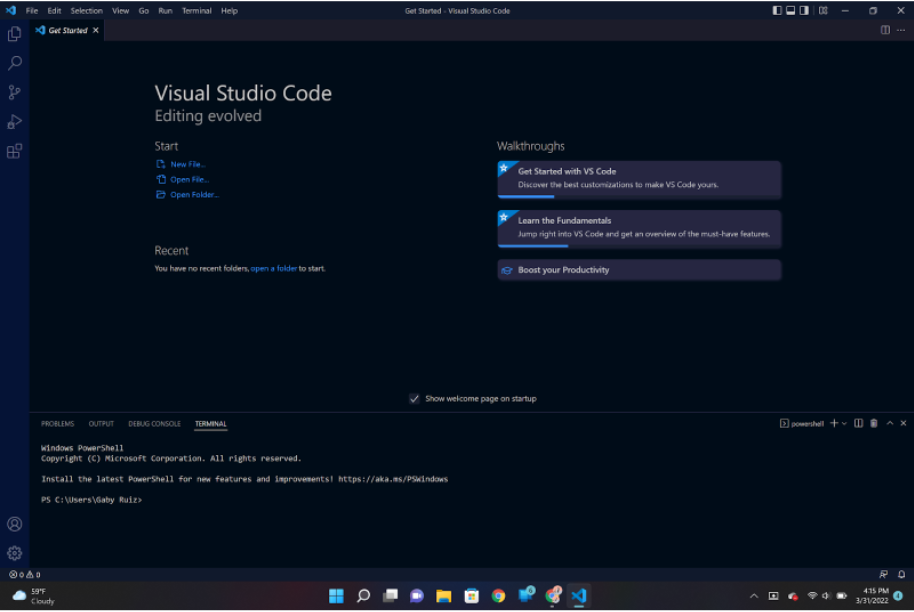 File Edit Selection View Go Run Terminal Help
Get Started - Visual Studio Code
Get Started
Visual Studio Code
Editing evolved
Start
New File...
Open File...
Open Folder...
Recent
You have no recent folders, open a folder to start.
Walkthroughs
Get Started with VS Code
Discover the best customizations to make VS Code yours.
Learn the Fundamentals
Jump right into VS Code and get an overview of the must-have features.
Boost your Productivity
Show welcome page on startup
PROBLEMS OUTPUT DEBUG CONSOLE TERMINAL
powershell
Windows PowerShell
Copyright (C) Microsoft Corporation. All rights reserved.
Install the latest PowerShell for new features and improvements! https://aka.ms/PSWindows
PS C:\Users\Gaby Ruiz>
0 0
59°F
Cloudy
4:15 PM
3/31/2022